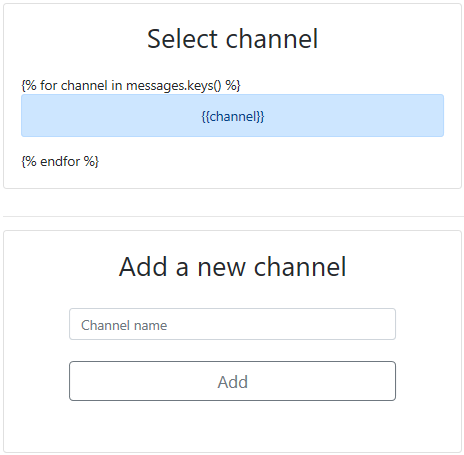 Select channel
{% for channel in messages.keys() %}
{{channel}}
{% endfor %}
Add a new channel
Channel name
Add